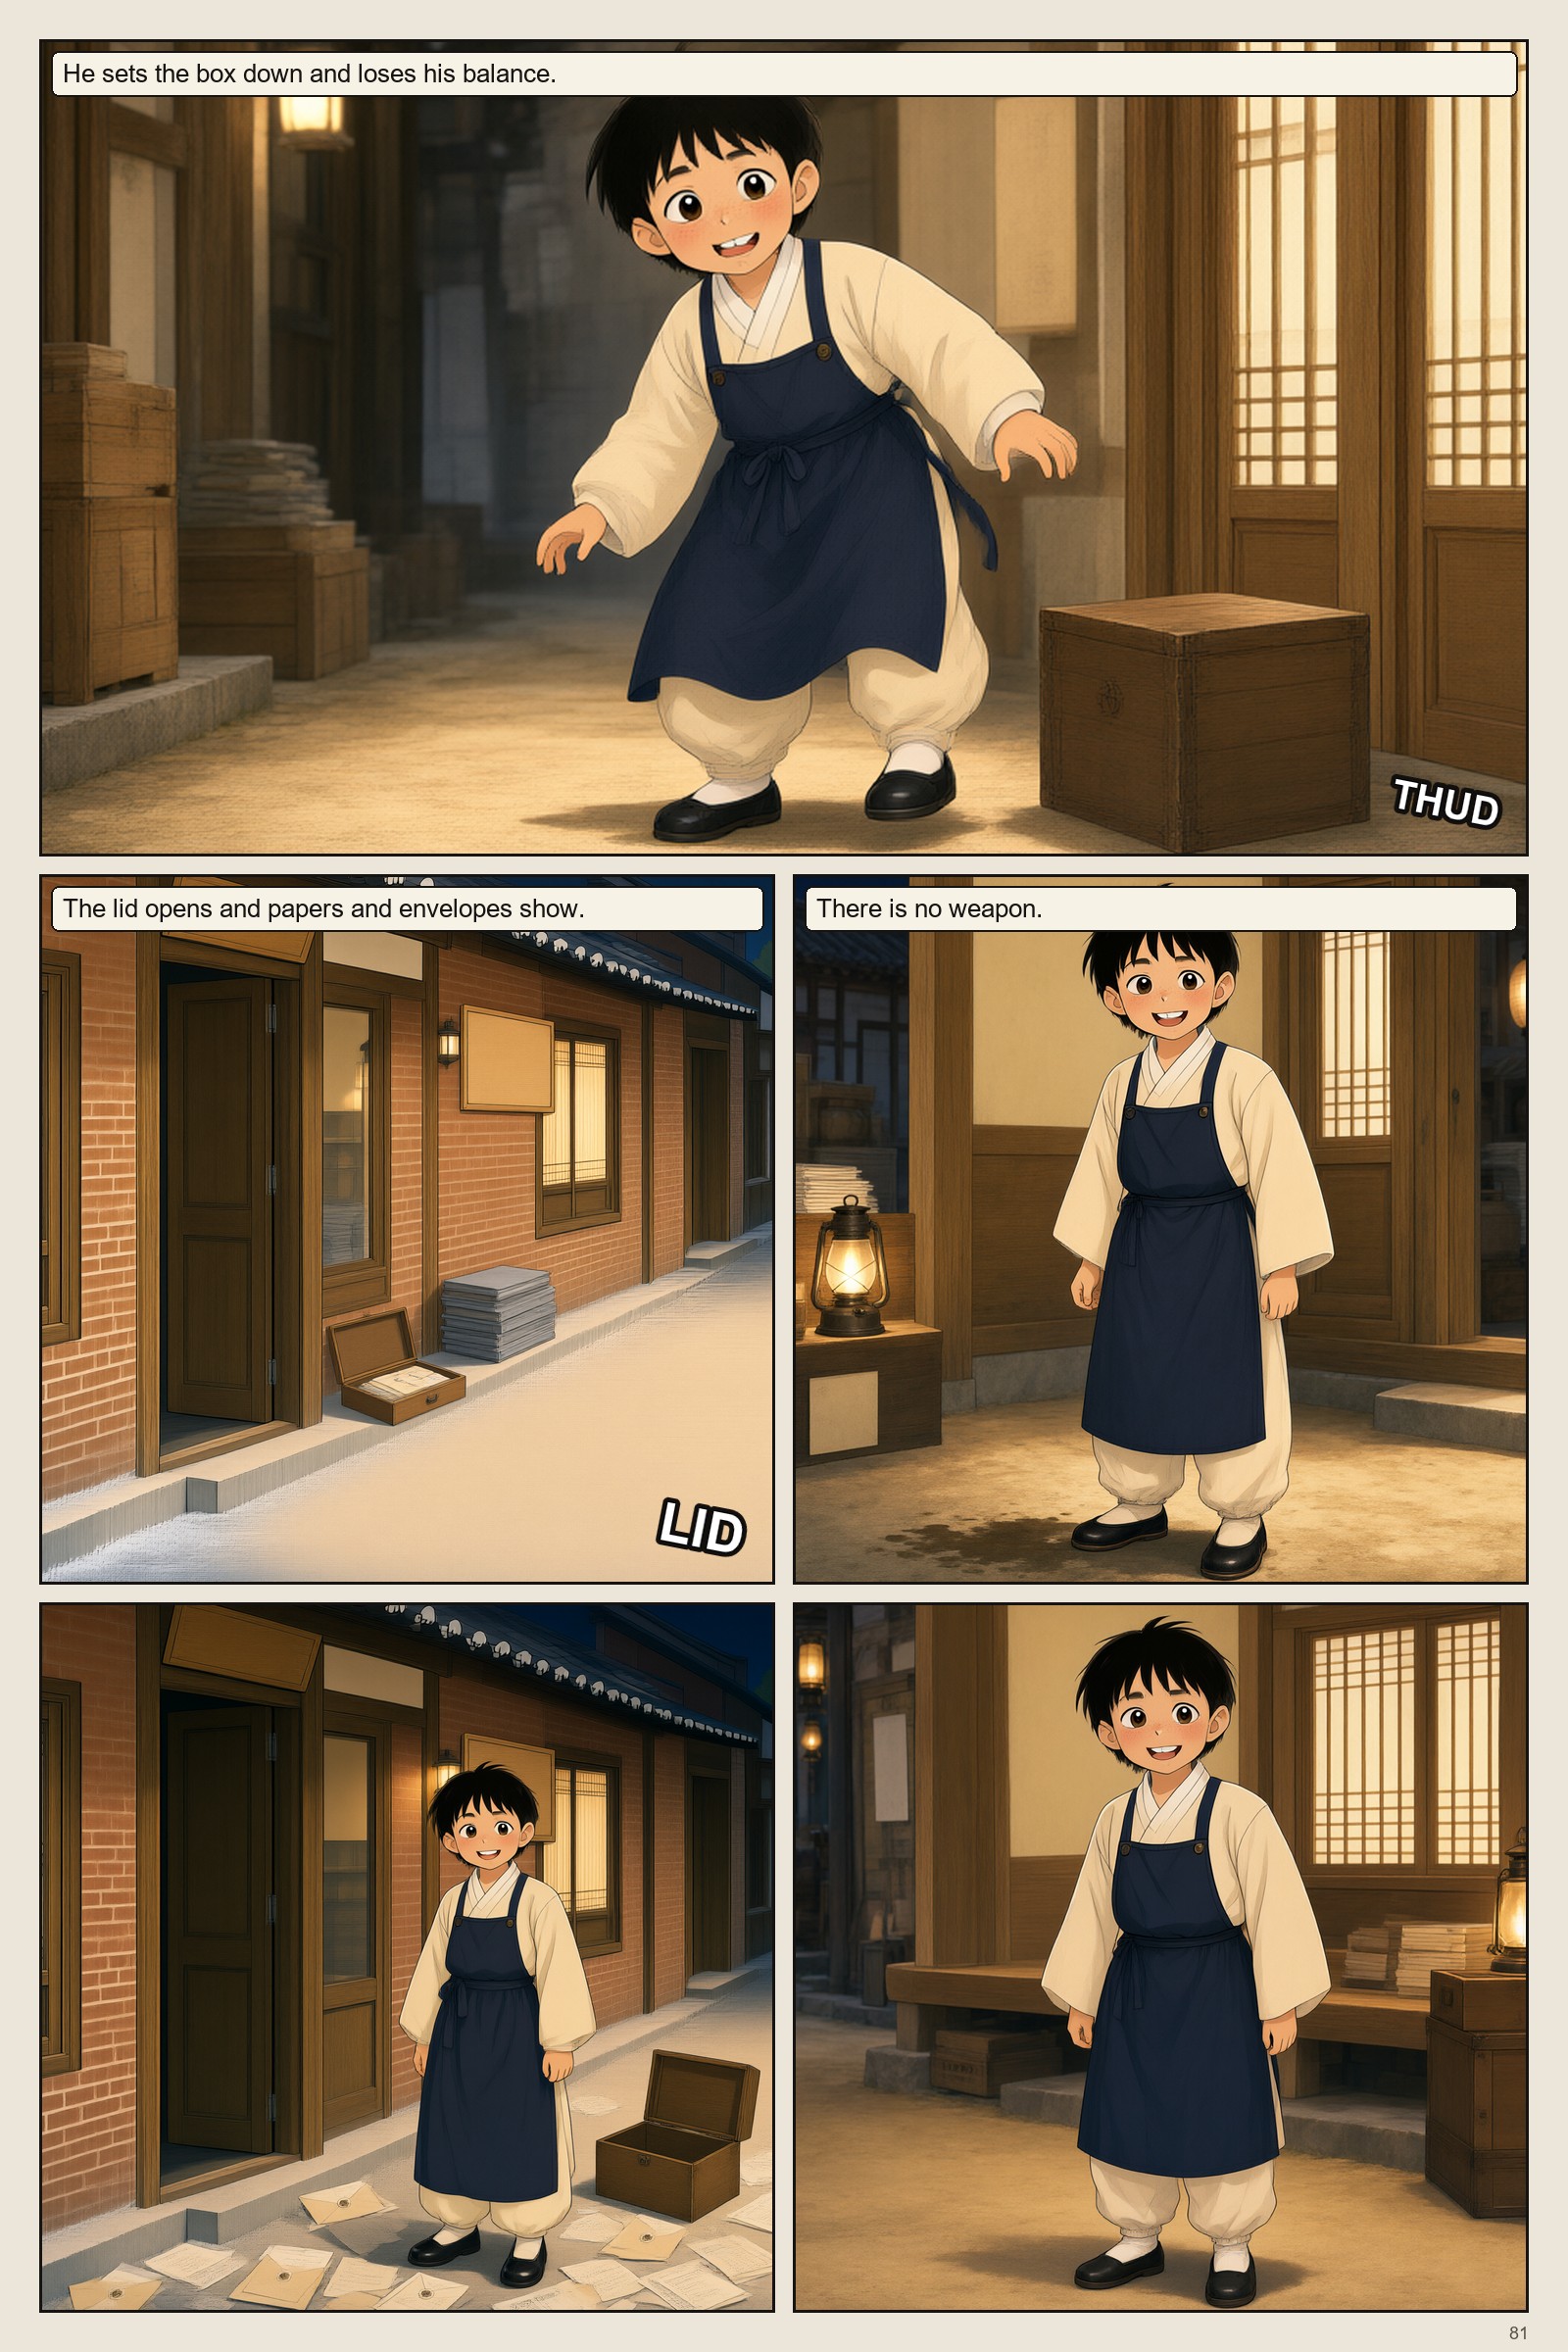 He sets the box down and loses his balance.
THUD
The lid opens and papers and envelopes show.
LID
There is no weapon.
81